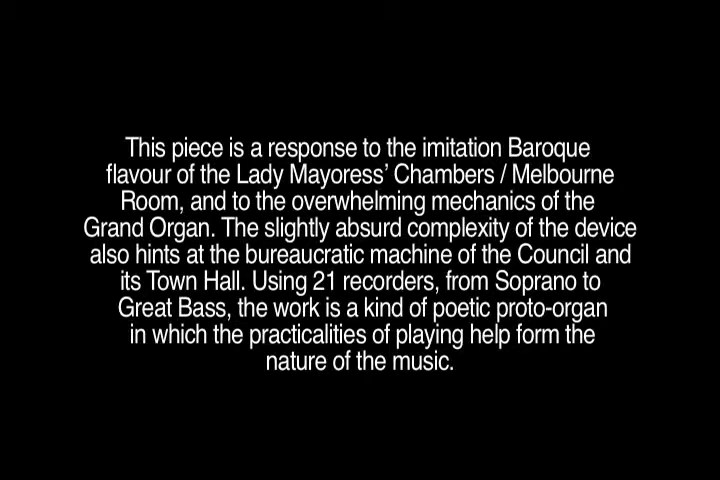 This piece is a response to the imitation Baroque
flavour of the Lady Mayoress’ Chambers / Melbourne
Room, and to the overwhelming mechanics of the
Grand Organ. The slightly absurd complexity of the device
also hints at the bureaucratic machine of the Council and
its Town Hall. Using 21 recorders, from Soprano to
Great Bass, the work is a kind of poetic proto-organ
in which the practicalities of playing help form the
nature of the music.